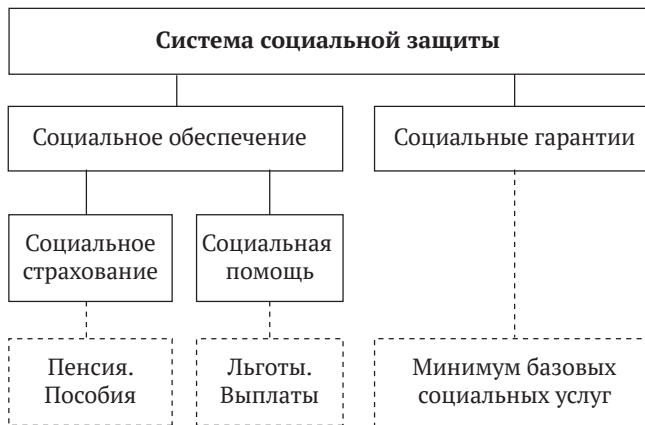 Система социальной защиты
Социальное обеспечение
Социальные гарантии
Социальное
страхование
Социальная
помощь
Пенсия.
Пособия
Льготы.
Выплаты
Минимум базовых
социальных услуг